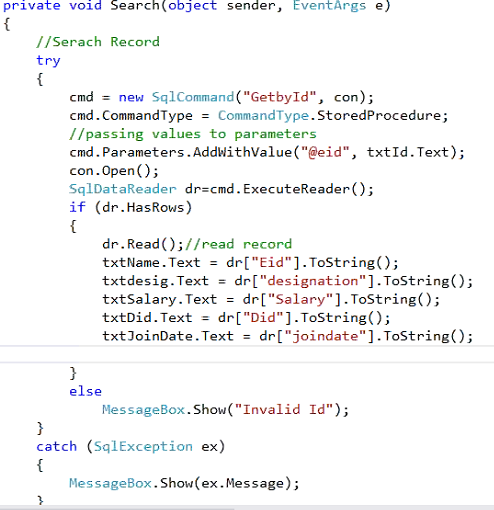 private void Search(object sender, EventArgs e)
{
    //Serach Record
    try
    {
        cmd = new SqlCommand("GetbyId", con);
        cmd.CommandType = CommandType.StoredProcedure;
        //passing values to parameters
        cmd.Parameters.AddWithValue("@eid", txtId.Text);
        con.Open();
        SqlDataReader dr=cmd.ExecuteReader();
        if (dr.HasRows)
        {
            dr.Read();//read record
            txtName.Text = dr["Eid"].ToString();
            txtdesig.Text = dr["designation"].ToString();
            txtSalary.Text = dr["Salary"].ToString();
            txtDid.Text = dr["Did"].ToString();
            txtJoinDate.Text = dr["joindate"].ToString();
        }
        else
            MessageBox.Show("Invalid Id");
    }
    catch (SqlException ex)
    {
        MessageBox.Show(ex.Message);
    }